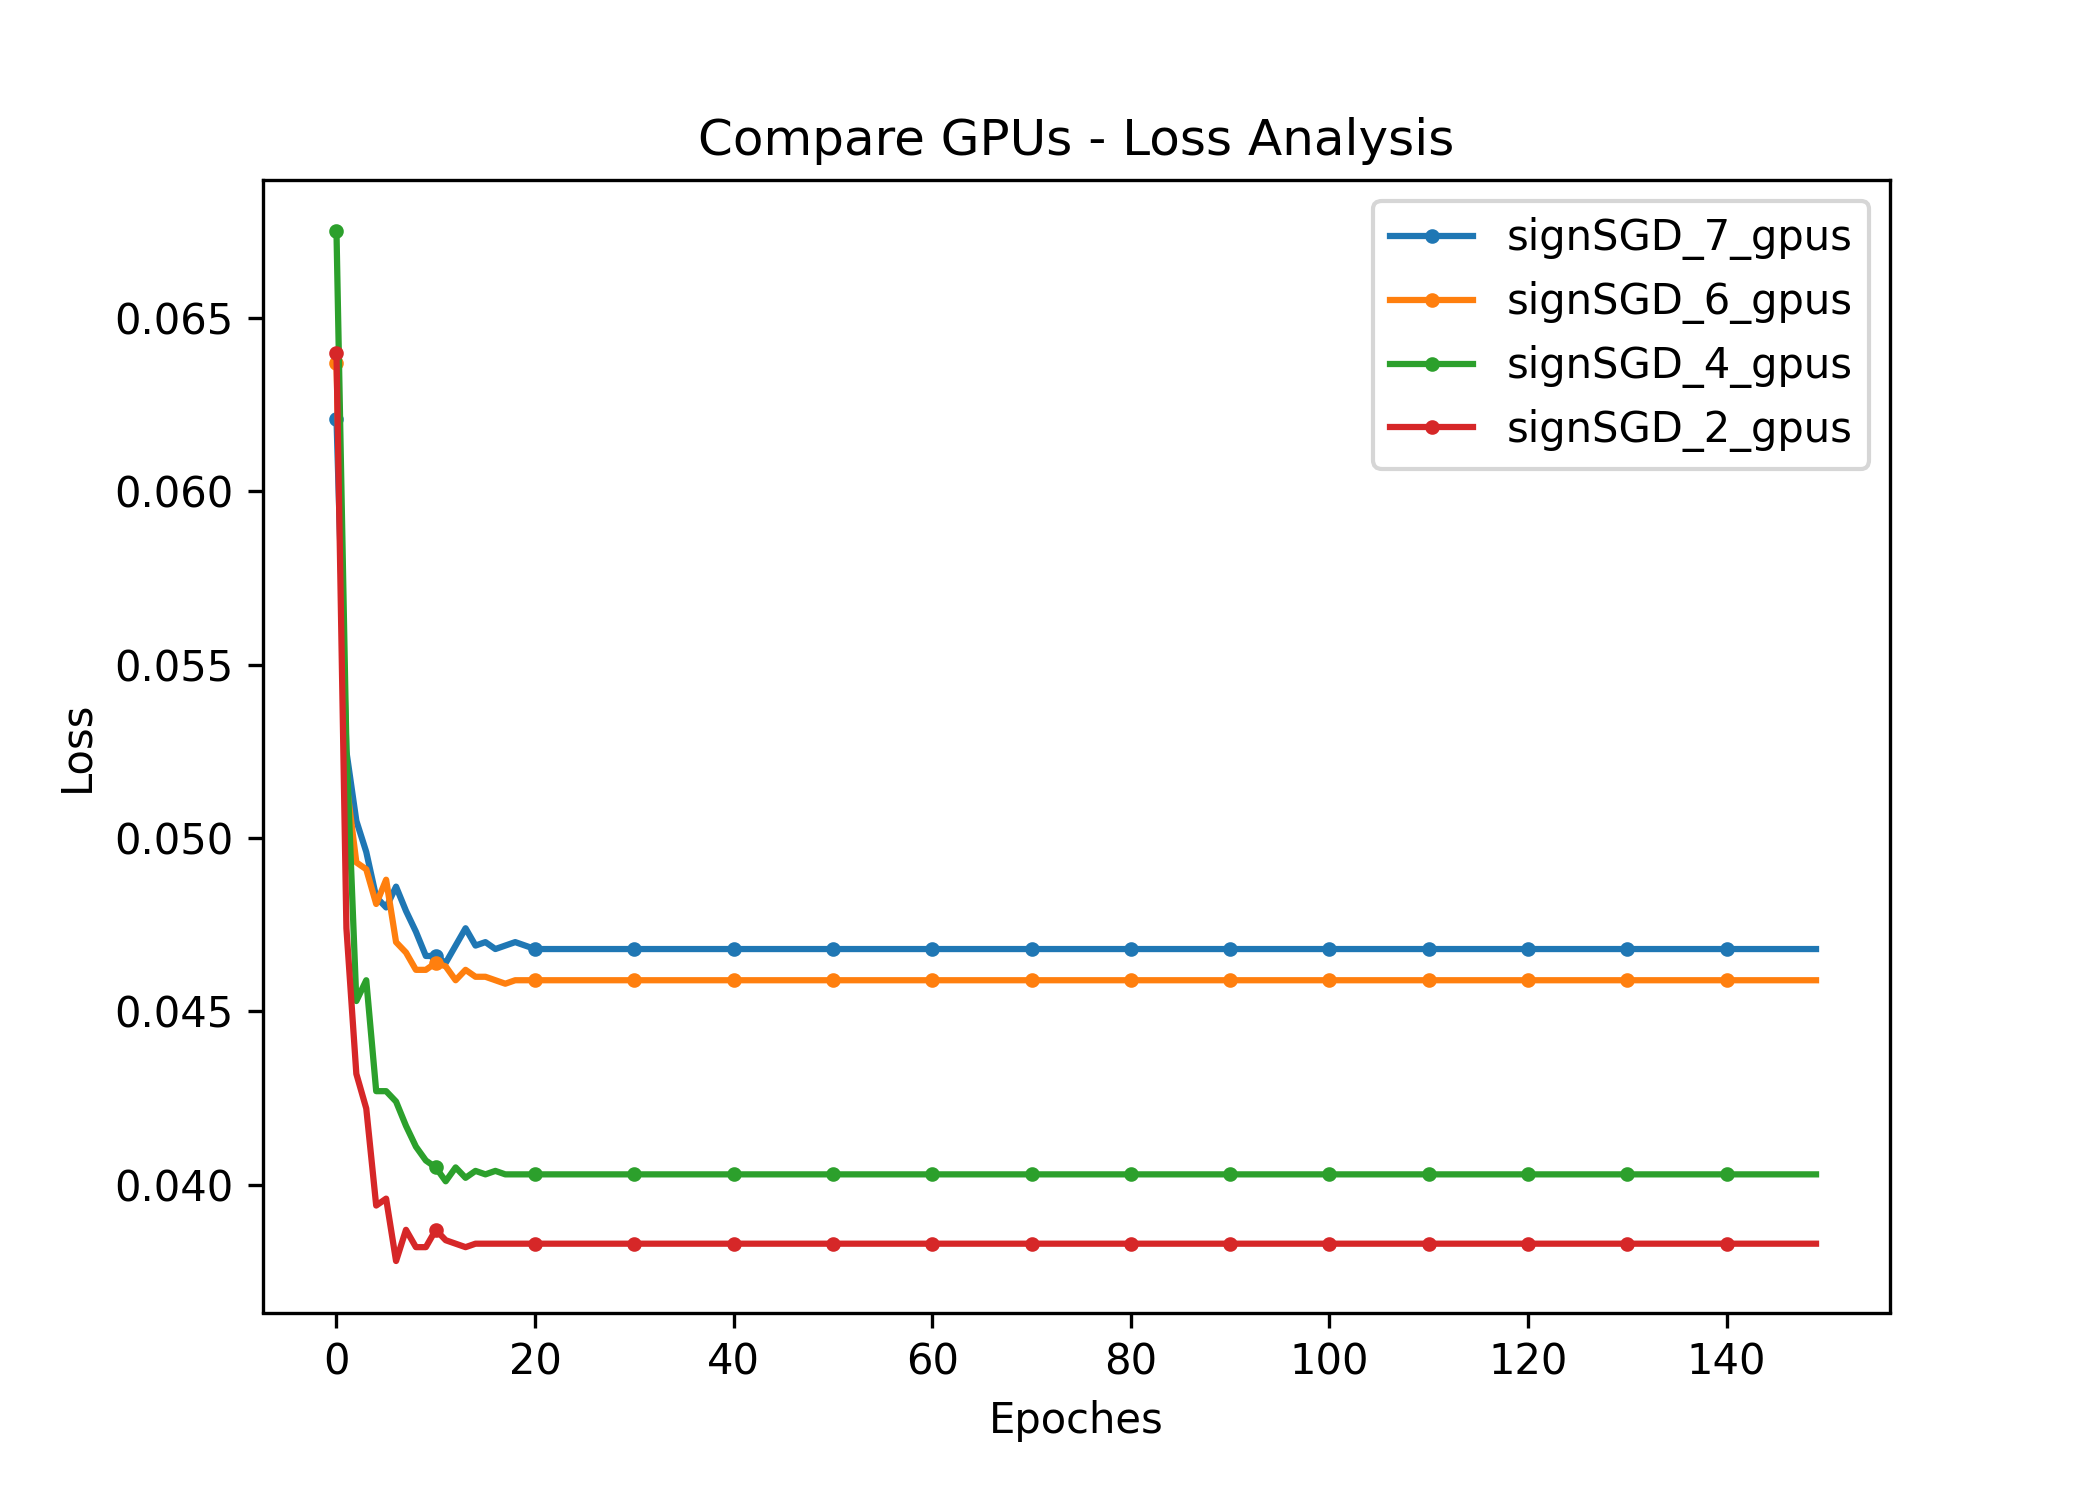 Compare GPUs - Loss Analysis
signSGD_7_gpus
signSGD_6_gpus
signSGD_4_gpus
signSGD_2_gpus
0.065
0.060
0.055
0.050
0.045
0.040
Loss
0 20 40 60 80 100 120 140
Epoches